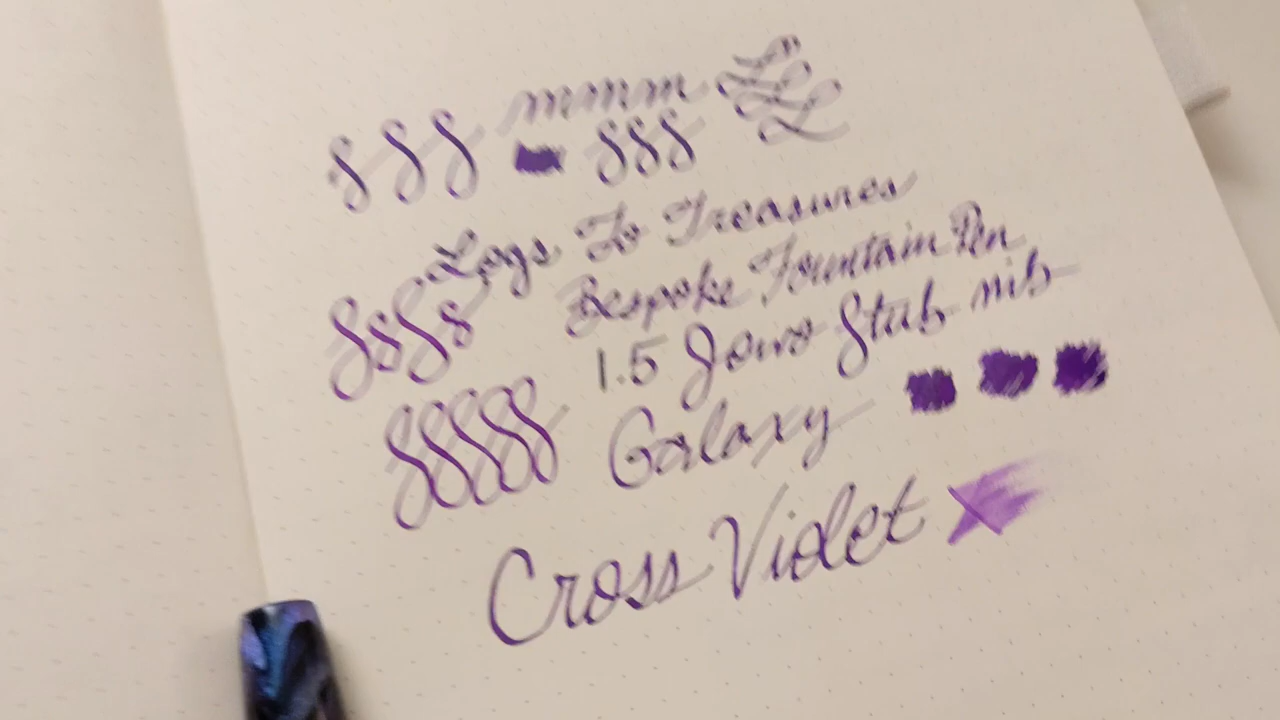 SSS mmm LLL
SSS
Logs To Treasures
SsSs Bespoke Fountain Pen
1.5 Jowo Stub nib
SSSSS Galaxy
Cross Violet